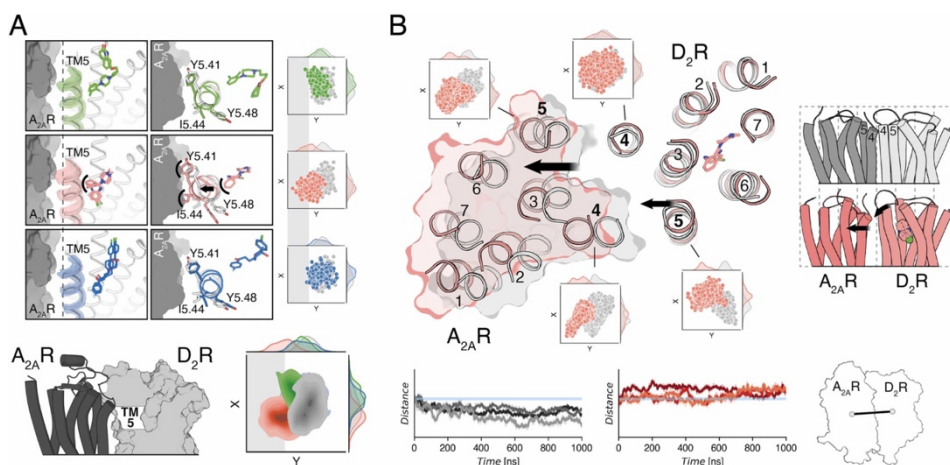 A
B
TM5
A2AR
A2AR
Y5.41
I5.44
Y5.48
X
Y
TM5
A2AR
A2AR
Y5.41
I5.44
Y5.48
X
Y
TM5
A2AR
A2AR
Y5.41
I5.44
Y5.48
X
Y
A2AR
D2R
TM
5
X
Y
X
Y
X
Y
D2R
5
4
6
3
7
4
2
1
A2AR
1
2
7
3
6
5
X
Y
X
Y
5 4 4 5
A2AR
D2R
Distance
0 200 400 600 800 1000
Time [ns]
Distance
0 200 400 600 800 1000
Time [ns]
A2AR
D2R